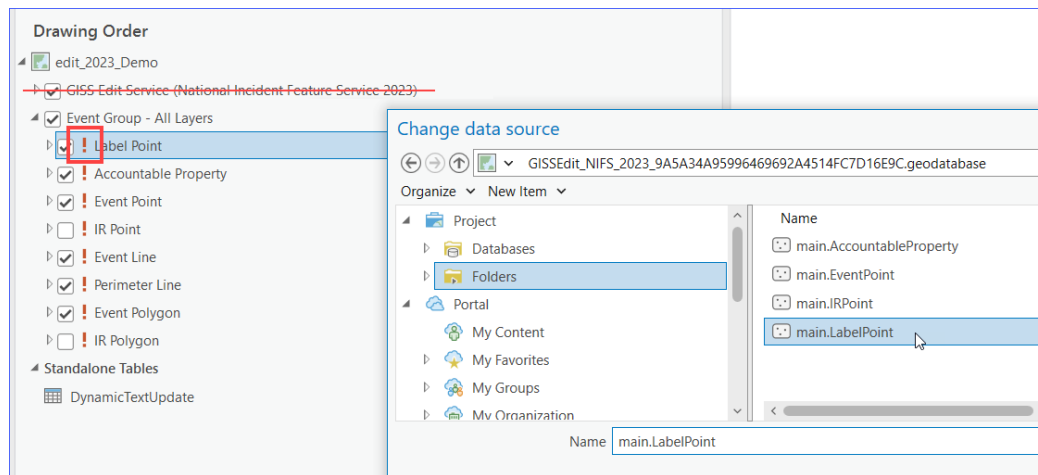 Drawing Order
edit_2023_Demo
GISS Edit Service (National Incident Feature Service 2023)
Event Group - All Layers
! Label Point
! Accountable Property
! Event Point
! IR Point
! Event Line
! Perimeter Line
! Event Polygon
! IR Polygon
Standalone Tables
DynamicTextUpdate
Change data source
GISSEdit_NIFS_2023_9A5A34A95996469692A4514FC7D16E9C.geodatabase
Organize New Item
Project
Databases
Folders
Portal
My Content
My Favorites
My Groups
My Organization
Name
main.AccountableProperty
main.EventPoint
main.IRPoint
main.LabelPoint
Name main.LabelPoint